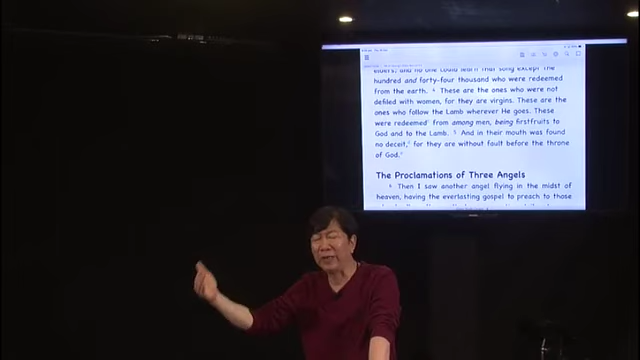 elders, and no one could learn that song except the
hundred and forty-four thousand who were redeemed
from the earth. 4 These are the ones who were not
defiled with women, for they are virgins. These are the
ones who follow the Lamb wherever He goes. These
were redeemed from among men, being firstfruits to
God and to the Lamb. 5 And in their mouth was found
no deceit, for they are without fault before the throne
of God.
The Proclamations of Three Angels
6 Then I saw another angel flying in the midst of
heaven, having the everlasting gospel to preach to those